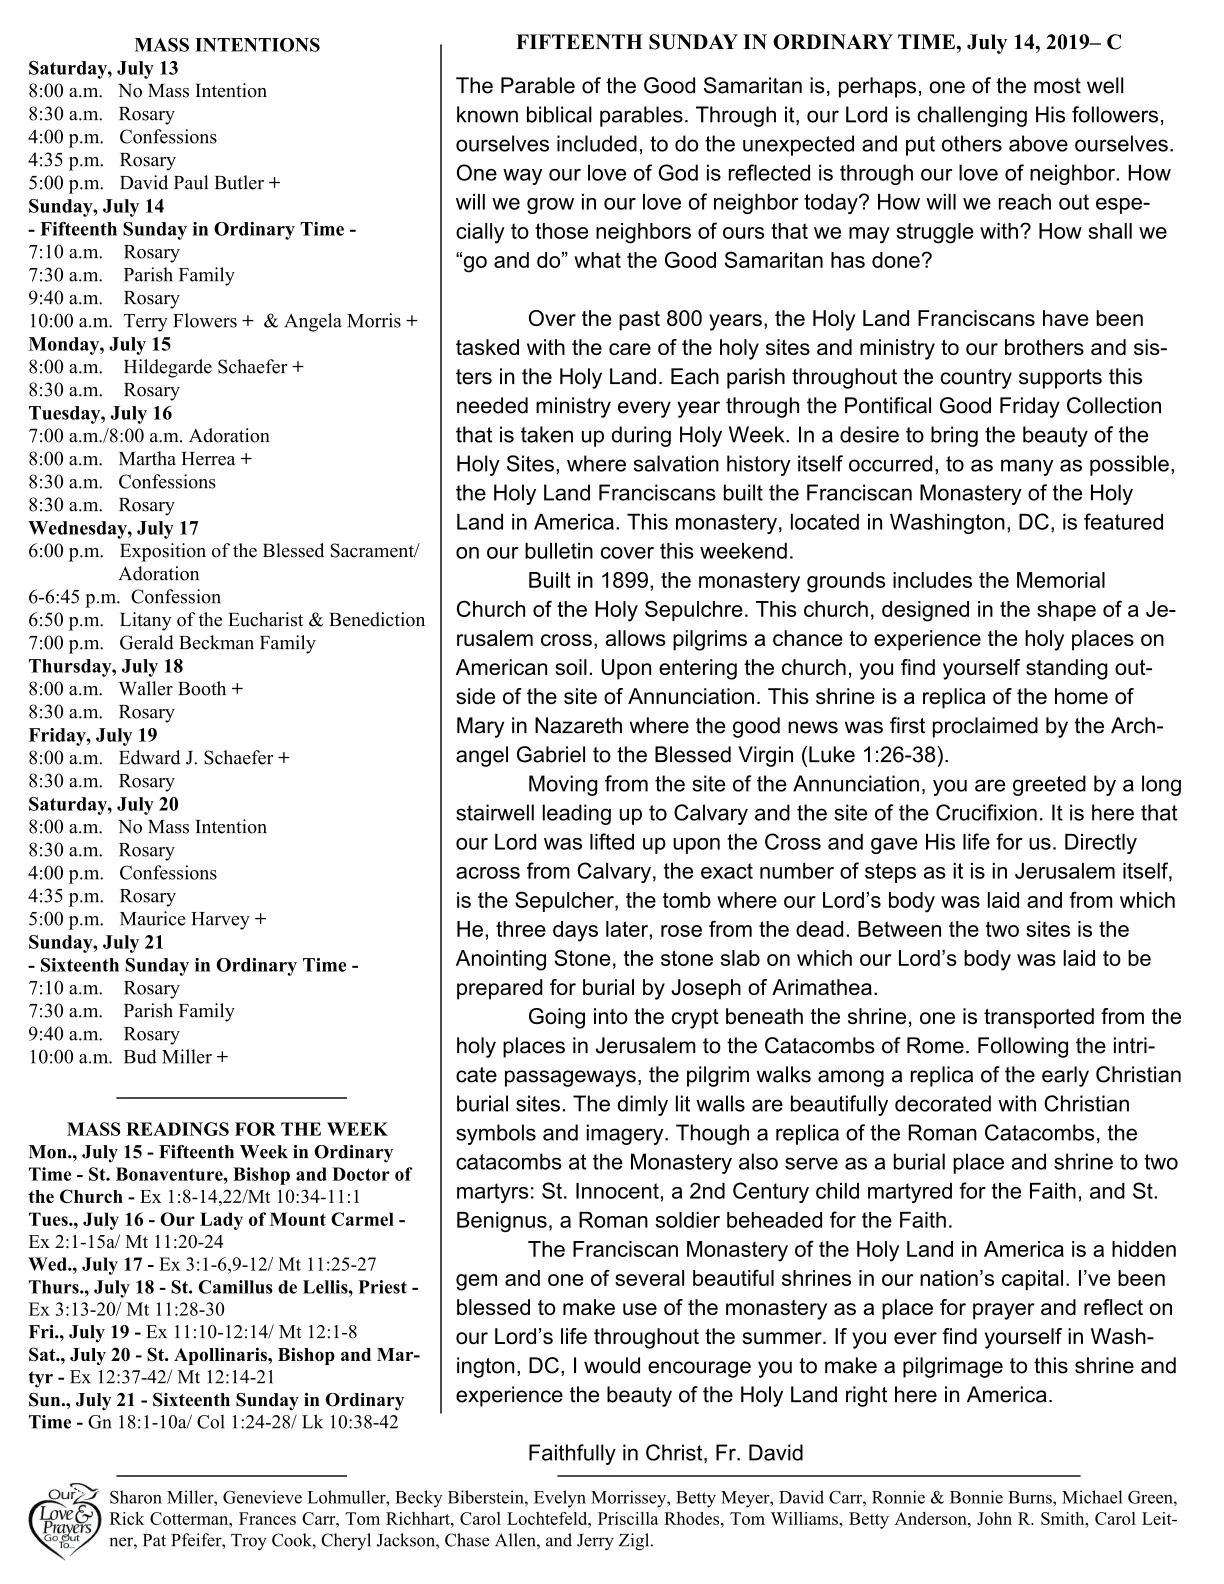 MASS INTENTIONS
Saturday, July 13
8:00 a.m. No Mass Intention
8:30 a.m. Rosary
4:00 p.m. Confessions
4:35 p.m. Rosary
5:00 p.m. David Paul Butler +
Sunday, July 14
- Fifteenth Sunday in Ordinary Time -
7:10 a.m. Rosary
7:30 a.m. Parish Family
9:40 a.m. Rosary
10:00 a.m. Terry Flowers + & Angela Morris +
Monday, July 15
8:00 a.m. Hildegarde Schaefer +
8:30 a.m. Rosary
Tuesday, July 16
7:00 a.m./8:00 a.m. Adoration
8:00 a.m. Martha Herrea +
8:30 a.m. Confessions
8:30 a.m. Rosary
Wednesday, July 17
6:00 p.m. Exposition of the Blessed Sacrament/
Adoration
6-6:45 p.m. Confession
6:50 p.m. Litany of the Eucharist & Benediction
7:00 p.m. Gerald Beckman Family
Thursday, July 18
8:00 a.m. Waller Booth +
8:30 a.m. Rosary
Friday, July 19
8:00 a.m. Edward J. Schaefer +
8:30 a.m. Rosary
Saturday, July 20
8:00 a.m. No Mass Intention
8:30 a.m. Rosary
4:00 p.m. Confessions
4:35 p.m. Rosary
5:00 p.m. Maurice Harvey +
Sunday, July 21
- Sixteenth Sunday in Ordinary Time -
7:10 a.m. Rosary
7:30 a.m. Parish Family
9:40 a.m. Rosary
10:00 a.m. Bud Miller +
MASS READINGS FOR THE WEEK
Mon., July 15 - Fifteenth Week in Ordinary
Time - St. Bonaventure, Bishop and Doctor of
the Church - Ex 1:8-14,22/Mt 10:34-11:1
Tues., July 16 - Our Lady of Mount Carmel -
Ex 2:1-15a/ Mt 11:20-24
Wed., July 17 - Ex 3:1-6,9-12/ Mt 11:25-27
Thurs., July 18 - St. Camillus de Lellis, Priest -
Ex 3:13-20/ Mt 11:28-30
Fri., July 19 - Ex 11:10-12:14/ Mt 12:1-8
Sat., July 20 - St. Apollinaris, Bishop and Mar-
tyr - Ex 12:37-42/ Mt 12:14-21
Sun., July 21 - Sixteenth Sunday in Ordinary
Time - Gn 18:1-10a/ Col 1:24-28/ Lk 10:38-42
FIFTEENTH SUNDAY IN ORDINARY TIME, July 14, 2019– C
The Parable of the Good Samaritan is, perhaps, one of the most well
known biblical parables. Through it, our Lord is challenging His followers,
ourselves included, to do the unexpected and put others above ourselves.
One way our love of God is reflected is through our love of neighbor. How
will we grow in our love of neighbor today? How will we reach out espe-
cially to those neighbors of ours that we may struggle with? How shall we
“go and do” what the Good Samaritan has done?
Over the past 800 years, the Holy Land Franciscans have been
tasked with the care of the holy sites and ministry to our brothers and sis-
ters in the Holy Land. Each parish throughout the country supports this
needed ministry every year through the Pontifical Good Friday Collection
that is taken up during Holy Week. In a desire to bring the beauty of the
Holy Sites, where salvation history itself occurred, to as many as possible,
the Holy Land Franciscans built the Franciscan Monastery of the Holy
Land in America. This monastery, located in Washington, DC, is featured
on our bulletin cover this weekend.
Built in 1899, the monastery grounds includes the Memorial
Church of the Holy Sepulchre. This church, designed in the shape of a Je-
rusalem cross, allows pilgrims a chance to experience the holy places on
American soil. Upon entering the church, you find yourself standing out-
side of the site of Annunciation. This shrine is a replica of the home of
Mary in Nazareth where the good news was first proclaimed by the Arch-
angel Gabriel to the Blessed Virgin (Luke 1:26-38).
Moving from the site of the Annunciation, you are greeted by a long
stairwell leading up to Calvary and the site of the Crucifixion. It is here that
our Lord was lifted up upon the Cross and gave His life for us. Directly
across from Calvary, the exact number of steps as it is in Jerusalem itself,
is the Sepulcher, the tomb where our Lord’s body was laid and from which
He, three days later, rose from the dead. Between the two sites is the
Anointing Stone, the stone slab on which our Lord’s body was laid to be
prepared for burial by Joseph of Arimathea.
Going into the crypt beneath the shrine, one is transported from the
holy places in Jerusalem to the Catacombs of Rome. Following the intri-
cate passageways, the pilgrim walks among a replica of the early Christian
burial sites. The dimly lit walls are beautifully decorated with Christian
symbols and imagery. Though a replica of the Roman Catacombs, the
catacombs at the Monastery also serve as a burial place and shrine to two
martyrs: St. Innocent, a 2nd Century child martyred for the Faith, and St.
Benignus, a Roman soldier beheaded for the Faith.
The Franciscan Monastery of the Holy Land in America is a hidden
gem and one of several beautiful shrines in our nation’s capital. I’ve been
blessed to make use of the monastery as a place for prayer and reflect on
our Lord’s life throughout the summer. If you ever find yourself in Wash-
ington, DC, I would encourage you to make a pilgrimage to this shrine and
experience the beauty of the Holy Land right here in America.
Faithfully in Christ, Fr. David
Our
Love &
Prayers
Go Out
To...
Sharon Miller, Genevieve Lohmuller, Becky Biberstein, Evelyn Morrissey, Betty Meyer, David Carr, Ronnie & Bonnie Burns, Michael Green,
Rick Cotterman, Frances Carr, Tom Richhart, Carol Lochtefeld, Priscilla Rhodes, Tom Williams, Betty Anderson, John R. Smith, Carol Leit-
ner, Pat Pfeifer, Troy Cook, Cheryl Jackson, Chase Allen, and Jerry Zigl.